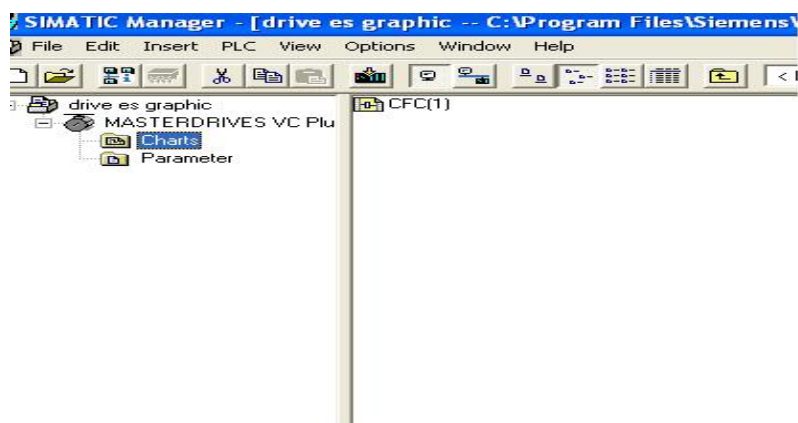 SIMATIC Manager - [drive es graphic -- C:\Program Files\Siemens\
File Edit Insert PLC View Options Window Help
< 
drive es graphic
MASTERDRIVES VC Plu
Charts
Parameter
CFC(1)